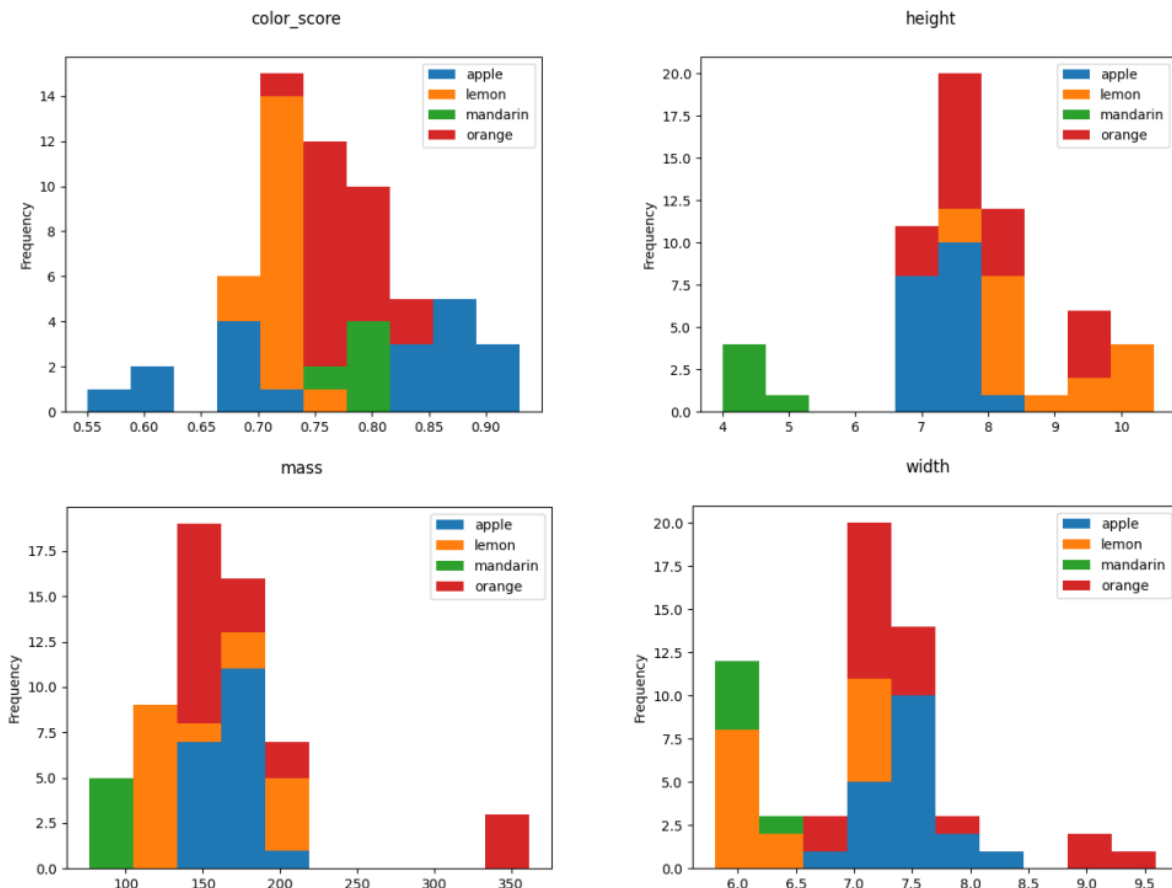 color_score
14
12
10
8
6
4
2
0
Frequency
0.55 0.60 0.65 0.70 0.75 0.80 0.85 0.90
apple
lemon
mandarin
orange
height
20.0
17.5
15.0
12.5
10.0
7.5
5.0
2.5
0.0
Frequency
4 5 6 7 8 9 10
apple
lemon
mandarin
orange
mass
17.5
15.0
12.5
10.0
7.5
5.0
2.5
0.0
Frequency
100 150 200 250 300 350
apple
lemon
mandarin
orange
width
20.0
17.5
15.0
12.5
10.0
7.5
5.0
2.5
0.0
Frequency
6.0 6.5 7.0 7.5 8.0 8.5 9.0 9.5
apple
lemon
mandarin
orange